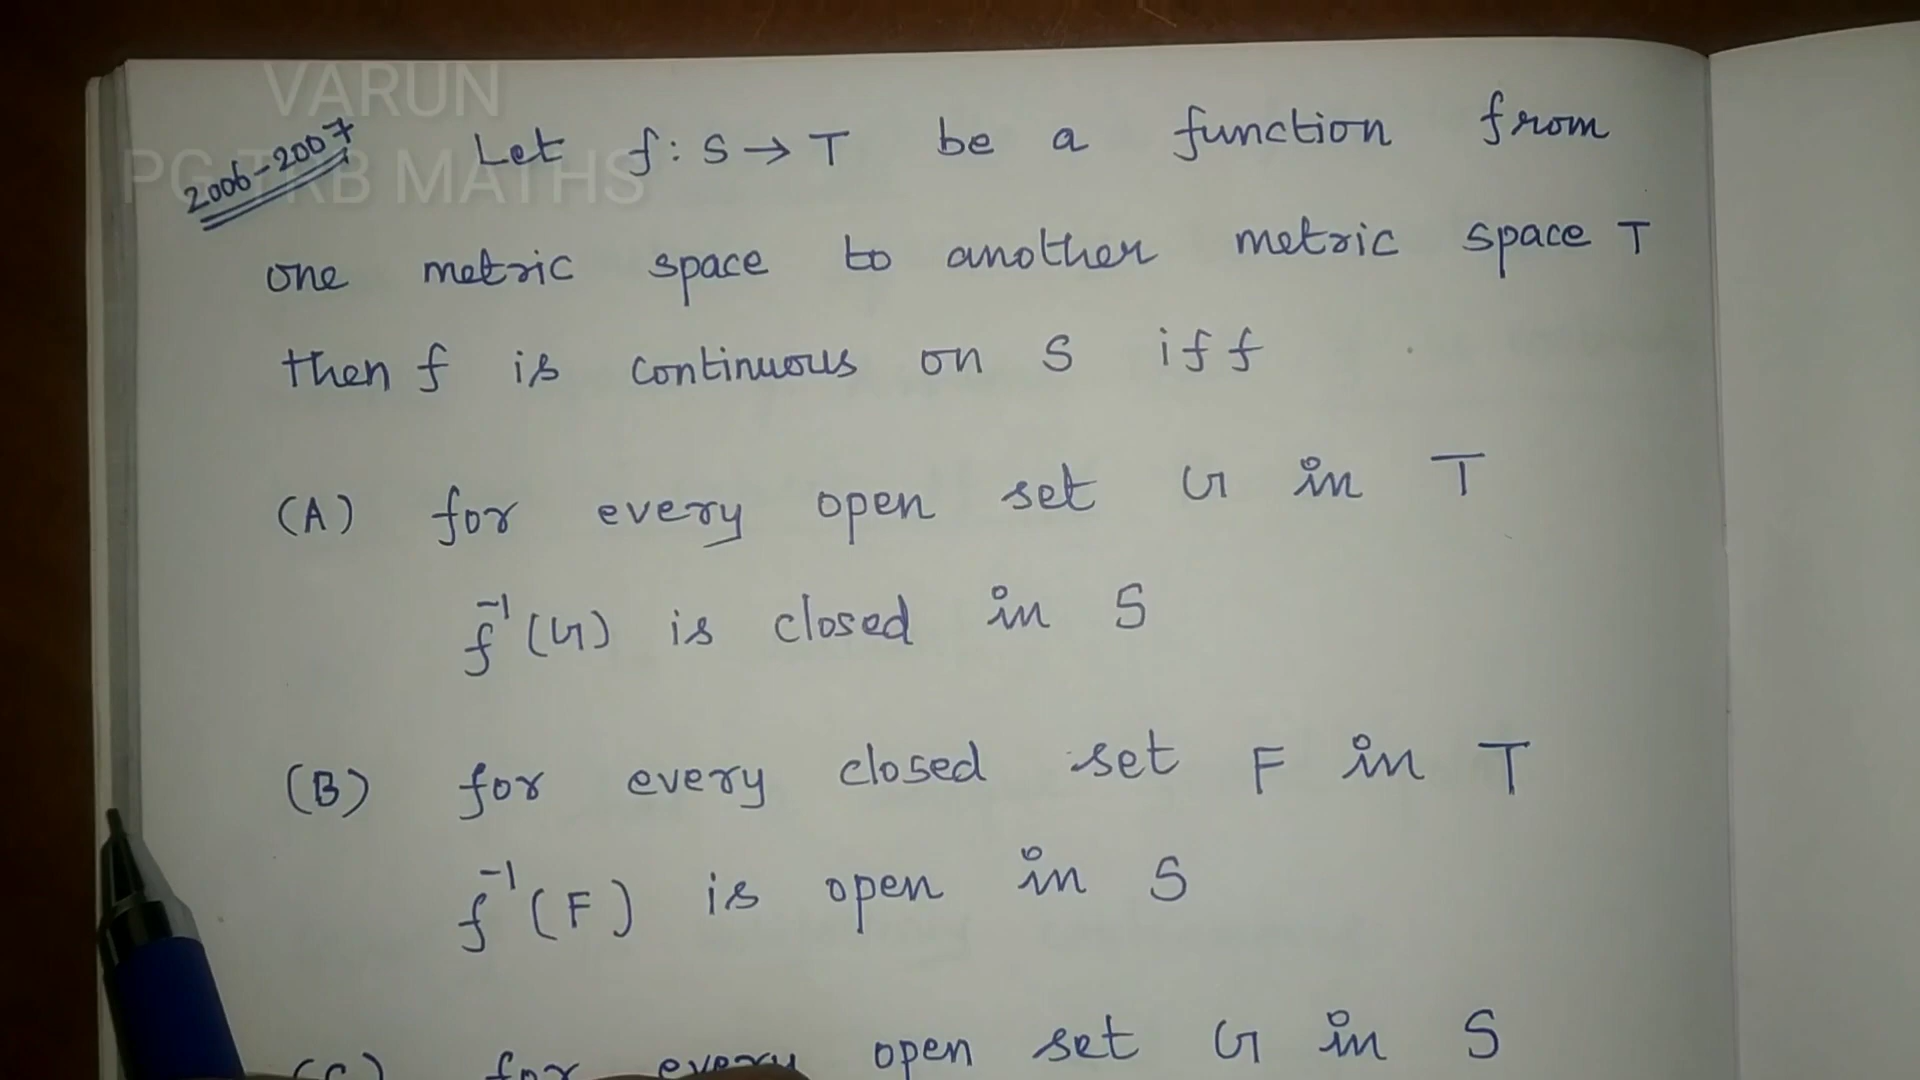 VARUN
PG TRB MATHS
2006-2007
Let f: S → T be a function from
one metric space to another metric space T
then f is continuous on S iff
(A) for every open set G in T
f⁻¹(G) is closed in S
(B) for every closed set F in T
f⁻¹(F) is open in S
(C) for every open set G in S